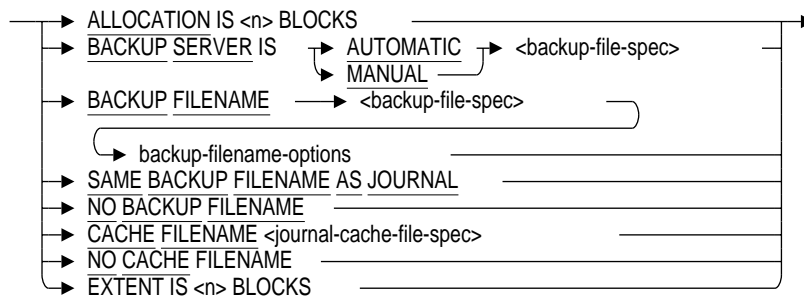 ALLOCATION IS <n> BLOCKS
BACKUP SERVER IS AUTOMATIC <backup-file-spec>
MANUAL
BACKUP FILENAME <backup-file-spec>
backup-filename-options
SAME BACKUP FILENAME AS JOURNAL
NO BACKUP FILENAME
CACHE FILENAME <journal-cache-file-spec>
NO CACHE FILENAME
EXTENT IS <n> BLOCKS